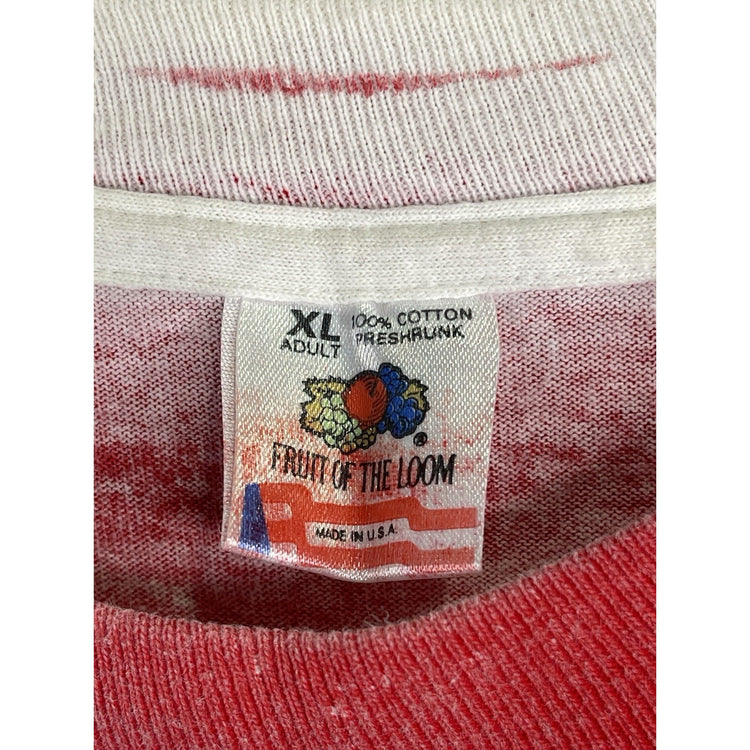 XL 100% COTTON
ADULT PRESHRUNK
®
FRUIT OF THE LOOM
MADE IN U.S.A.